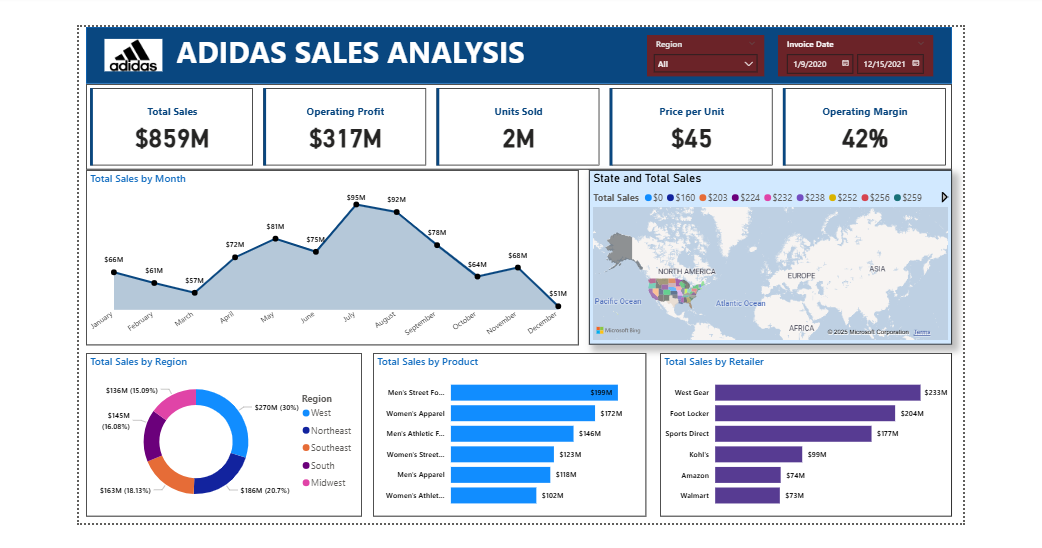 adidas
ADIDAS SALES ANALYSIS
Region
All
Invoice Date
1/9/2020
12/15/2021
Total Sales
$859M
Operating Profit
$317M
Units Sold
2M
Price per Unit
$45
Operating Margin
42%
Total Sales by Month
$66M
$61M
$57M
$72M
$81M
$75M
$95M
$92M
$78M
$64M
$68M
$51M
January
February
March
April
May
June
July
August
September
October
November
December
State and Total Sales
Total Sales $0 $160 $203 $224 $232 $238 $252 $256 $259
NORTH AMERICA
EUROPE
ASIA
Pacific Ocean
Atlantic Ocean
AFRICA
Microsoft Bing
© 2025 Microsoft Corporation Terms
Total Sales by Region
$136M (15.09%)
$145M
(16.08%)
$163M (18.13%)
$270M (30%)
$186M (20.7%)
Region
West
Northeast
Southeast
South
Midwest
Total Sales by Product
Men's Street Fo... $199M
Women's Apparel $172M
Men's Athletic F... $146M
Women's Street... $123M
Men's Apparel $118M
Women's Athlet... $102M
Total Sales by Retailer
West Gear $233M
Foot Locker $204M
Sports Direct $177M
Kohl's $99M
Amazon $74M
Walmart $73M